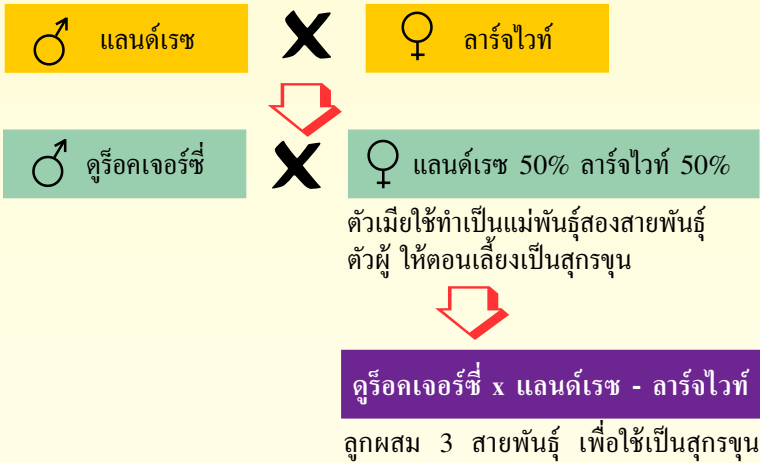 ♂ แลนด์เรซ X ♀ ลาร์จไวท์
♂ ดูร็อคเจอร์ซี่ X ♀ แลนด์เรซ 50% ลาร์จไวท์ 50%
ตัวเมียใช้ทำเป็นแม่พันธุ์สองสายพันธุ์
ตัวผู้ ให้ตอนเลี้ยงเป็นสุกรขุน
ดูร็อคเจอร์ซี่ x แลนด์เรซ - ลาร์จไวท์
ลูกผสม 3 สายพันธุ์ เพื่อใช้เป็นสุกรขุน